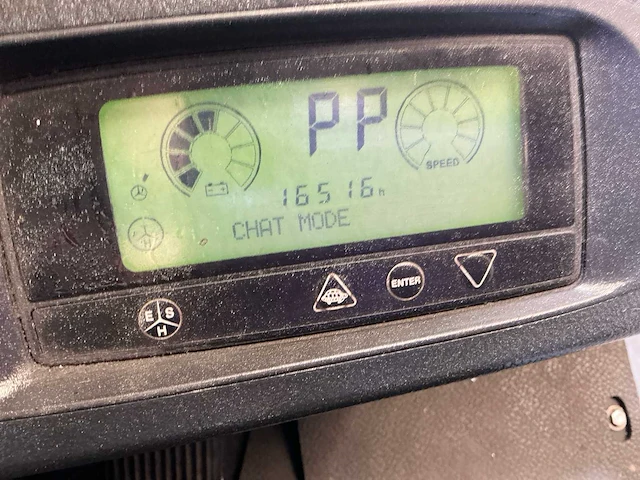 PP
SPEED
16516h
CHAT MODE
E S
H
ENTER